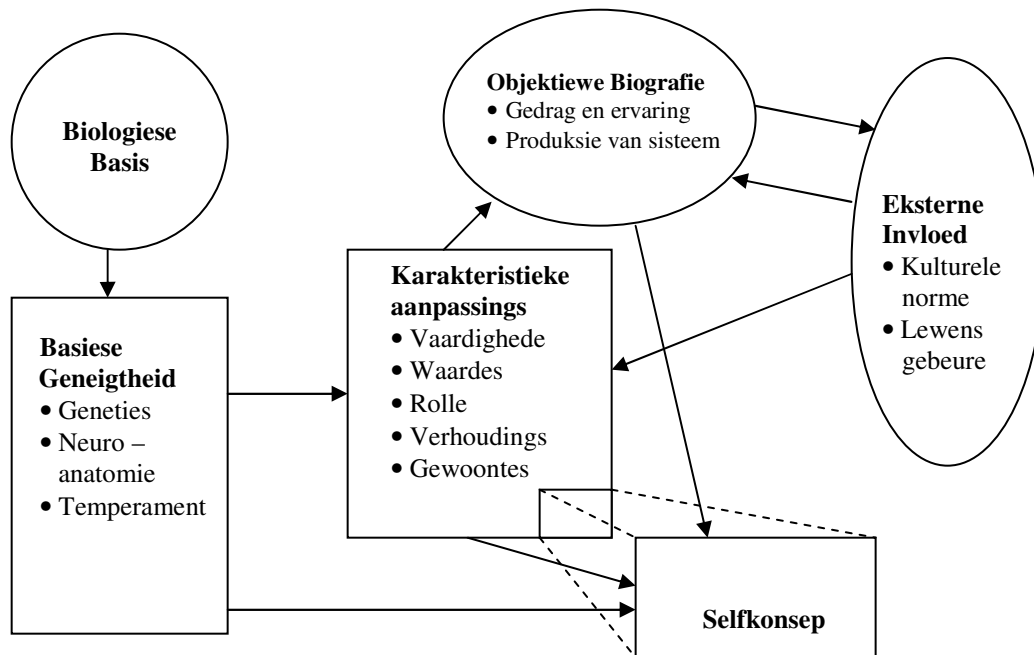 Biologiese
Basis
Objektiewe Biografie
• Gedrag en ervaring
• Produksie van sisteem
Eksterne
Invloed
• Kulturele
norme
• Lewens
gebeure
Basiese
Geneigtheid
• Geneties
• Neuro –
anatomie
• Temperament
Karakteristieke
aanpassings
• Vaardighede
• Waardes
• Rolle
• Verhoudings
• Gewoontes
Selfkonsep